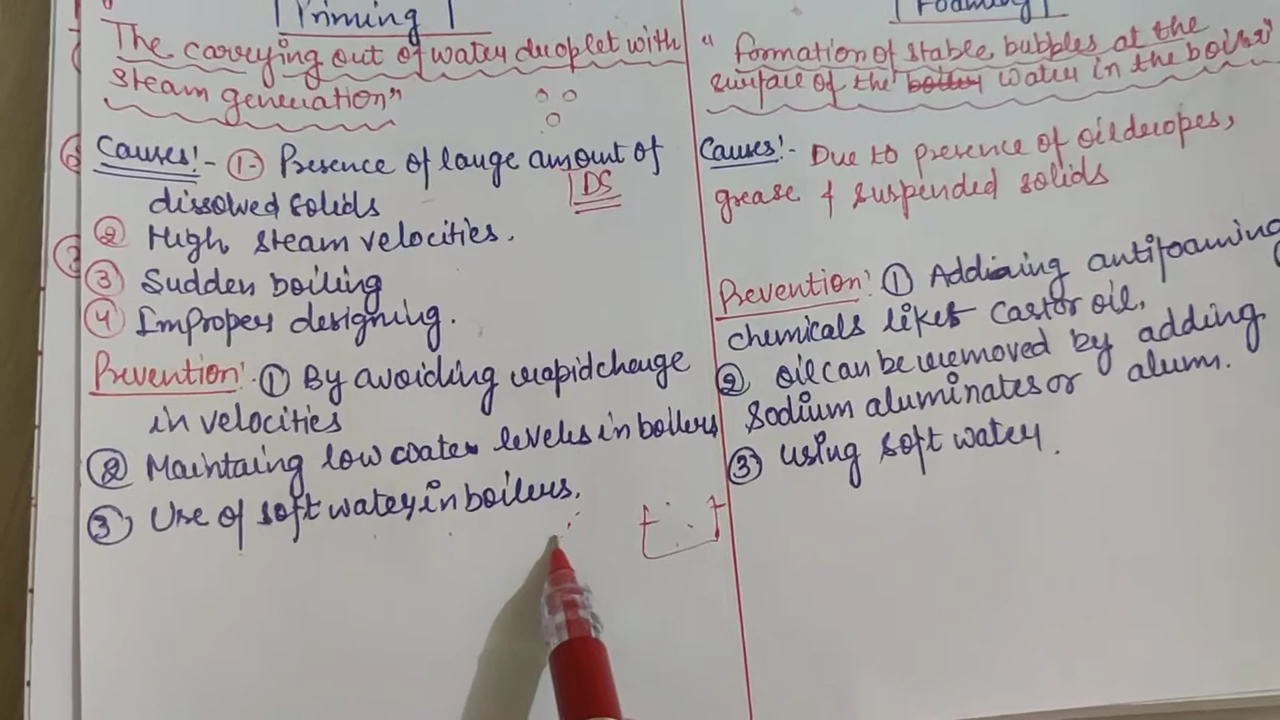 Priming
The carrying out of water droplet with
steam generation"
Causes:- ① Presence of large amount of
dissolved solids
DS
② High steam velocities.
③ Sudden boiling
④ Improper designing.
Prevention:- ① By avoiding rapid change
in velocities
② Maintaing low water levels in boilers
③ Use of soft water in boilers.
Foaming
" formation of stable bubbles at the
surface of the water in the boiler"
Causes:- Due to presence of oil deropes,
grease & suspended solids
Prevention: ① Addining antifoaming
chemicals likes Castor oil.
② oil can be removed by adding
Sodium aluminates or alum.
③ using soft water.